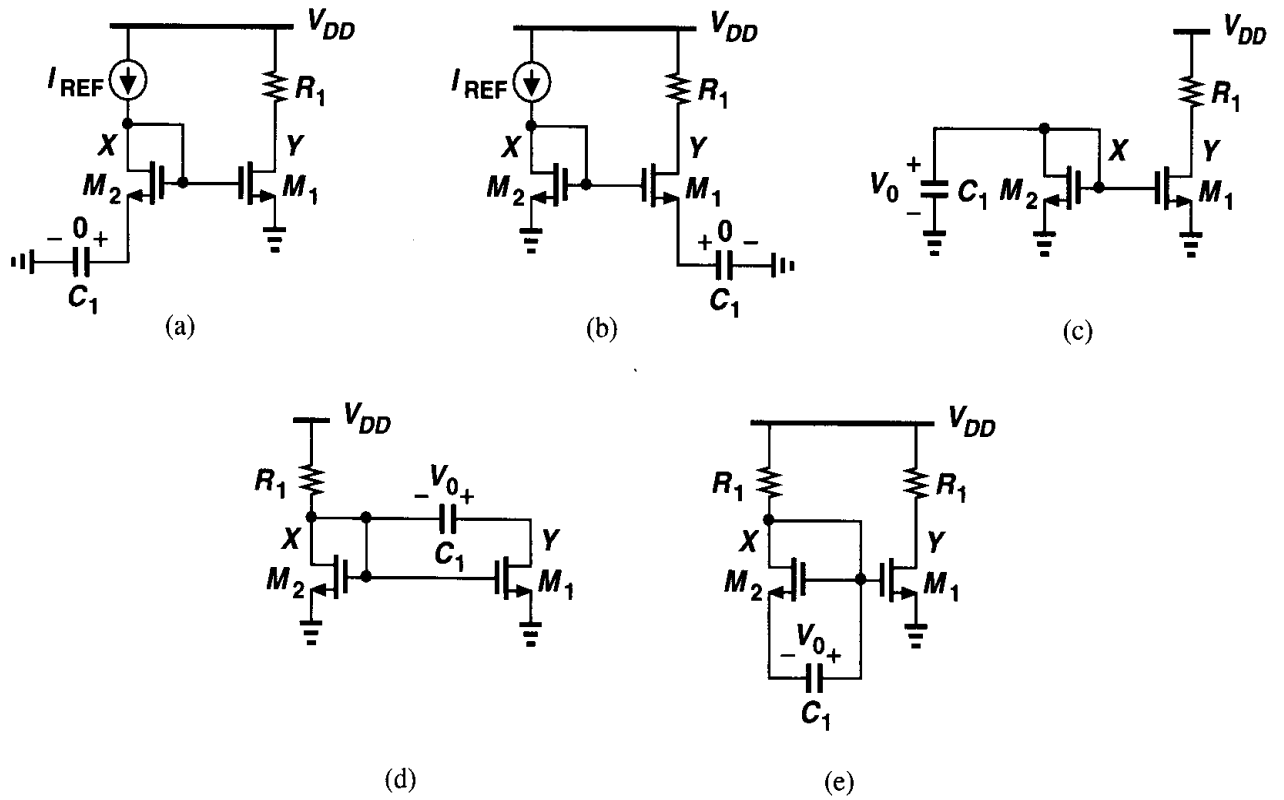 V_DD
I_REF
R_1
X
Y
M_2
M_1
− 0 +
C_1
(a)
V_DD
I_REF
R_1
X
Y
M_2
M_1
+ 0 −
C_1
(b)
V_DD
R_1
X
Y
+
V_0
−
C_1
M_2
M_1
(c)
V_DD
R_1
− V_0 +
X
C_1
Y
M_2
M_1
(d)
V_DD
R_1
R_1
X
Y
M_2
M_1
− V_0 +
C_1
(e)